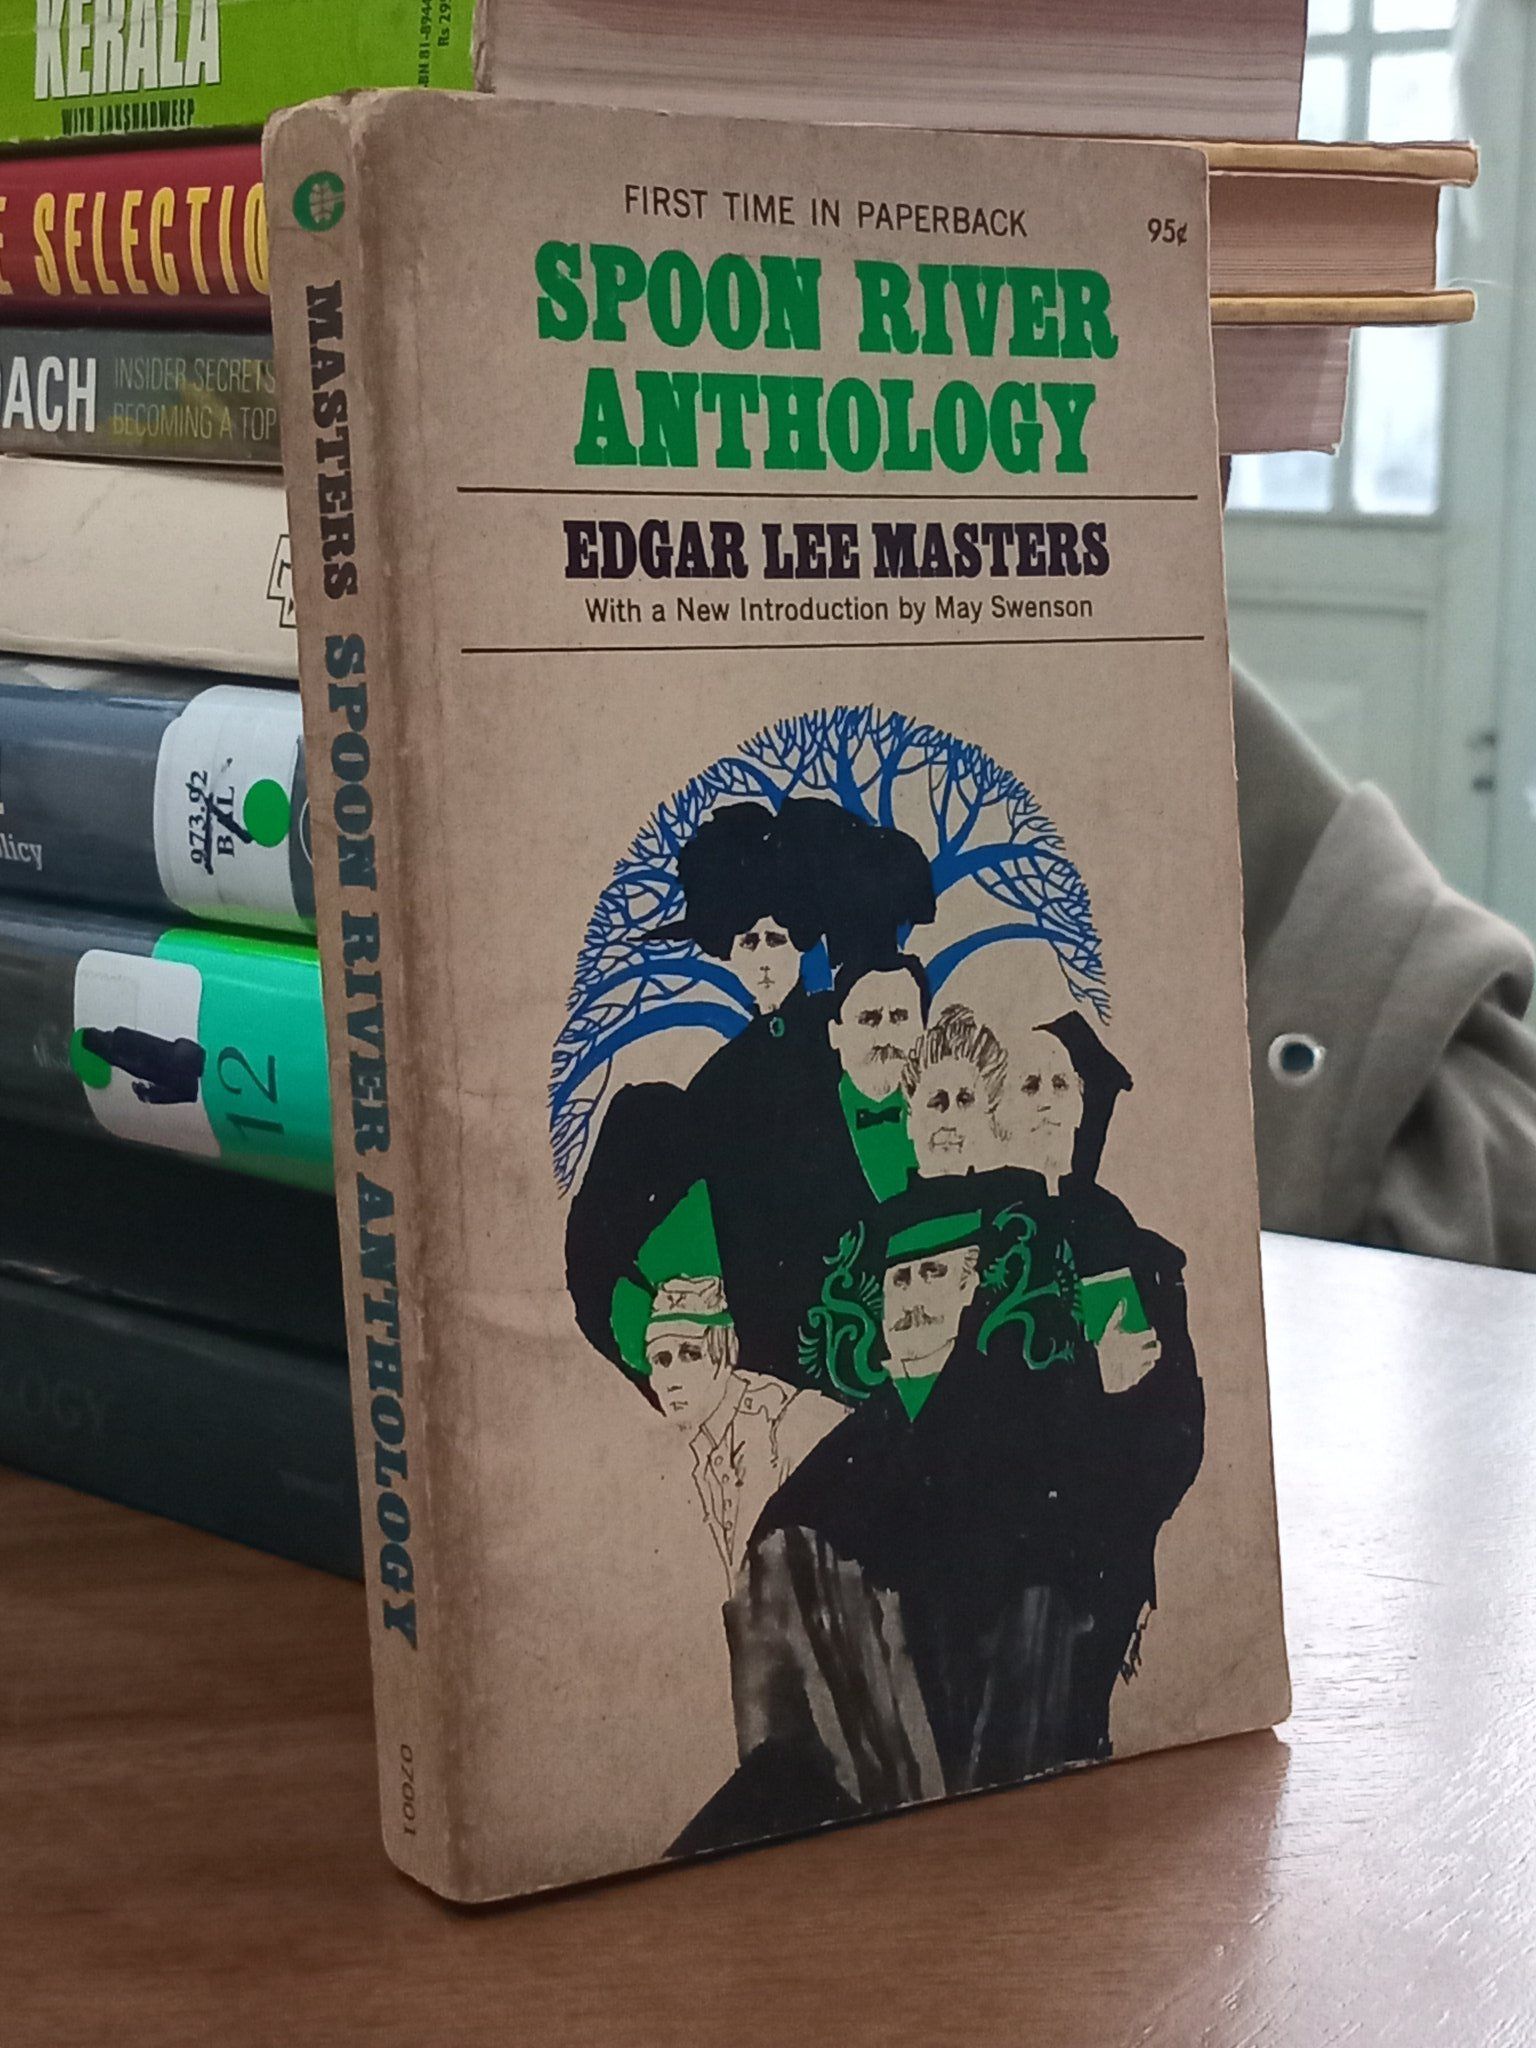 KERALA
WITH LAKSHADWEEP
SELECTIO
ACH
INSIDER SECRETS
BECOMING A TOP
973.92
12
MASTERS SPOON RIVER ANTHOLOGY
07001
FIRST TIME IN PAPERBACK
95¢
SPOON RIVER
ANTHOLOGY
EDGAR LEE MASTERS
With a New Introduction by May Swenson